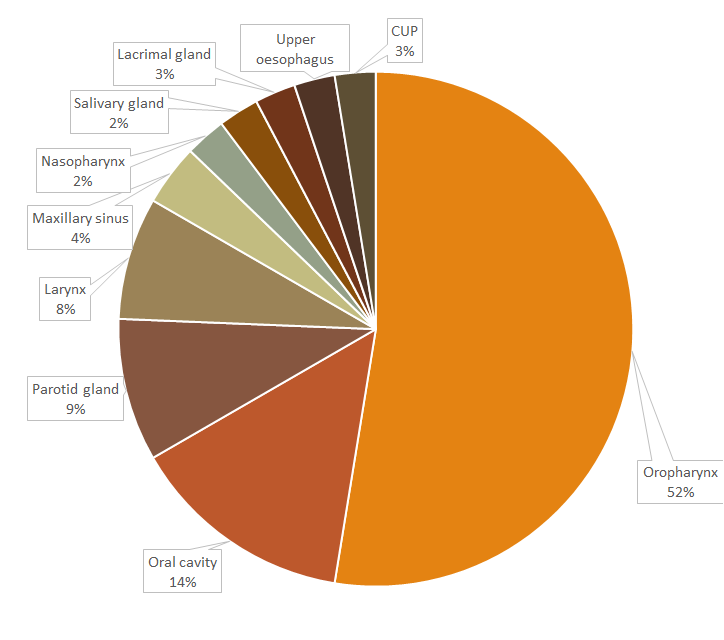 CUP
3%
Upper
oesophagus
Lacrimal gland
3%
Salivary gland
2%
Nasopharynx
2%
Maxillary sinus
4%
Larynx
8%
Parotid gland
9%
Oral cavity
14%
Oropharynx
52%